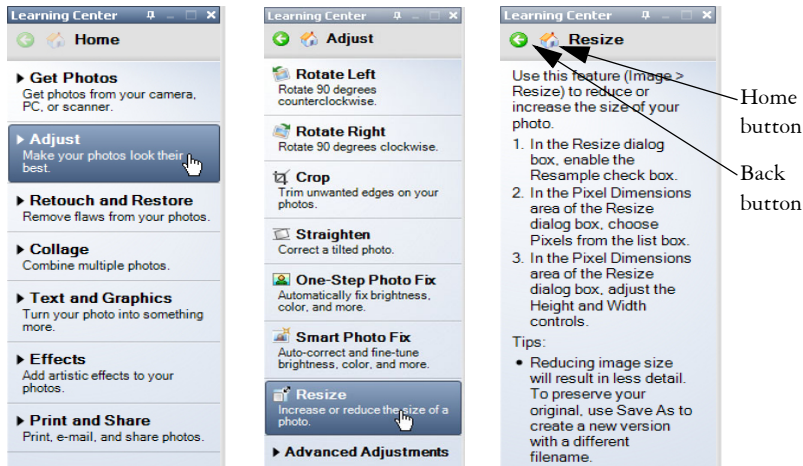 Learning Center
Home
Get Photos
Get photos from your camera,
PC, or scanner.
Adjust
Make your photos look their
best.
Retouch and Restore
Remove flaws from your photos.
Collage
Combine multiple photos.
Text and Graphics
Turn your photo into something
more.
Effects
Add artistic effects to your
photos.
Print and Share
Print, e-mail, and share photos.
Learning Center
Adjust
Rotate Left
Rotate 90 degrees
counterclockwise.
Rotate Right
Rotate 90 degrees clockwise.
Crop
Trim unwanted edges on your
photos.
Straighten
Correct a tilted photo.
One-Step Photo Fix
Automatically fix brightness,
color, and more.
Smart Photo Fix
Auto-correct and fine-tune
brightness, color, and more.
Resize
Increase or reduce the size of a
photo.
Advanced Adjustments
Learning Center
Resize
Use this feature (Image >
Resize) to reduce or
increase the size of your
photo.
1. In the Resize dialog
box, enable the
Resample check box.
2. In the Pixel Dimensions
area of the Resize
dialog box, choose
Pixels from the list box.
3. In the Pixel Dimensions
area of the Resize
dialog box, adjust the
Height and Width
controls.
Tips:
• Reducing image size
will result in less detail.
To preserve your
original, use Save As to
create a new version
with a different
filename.
Home
button
Back
button